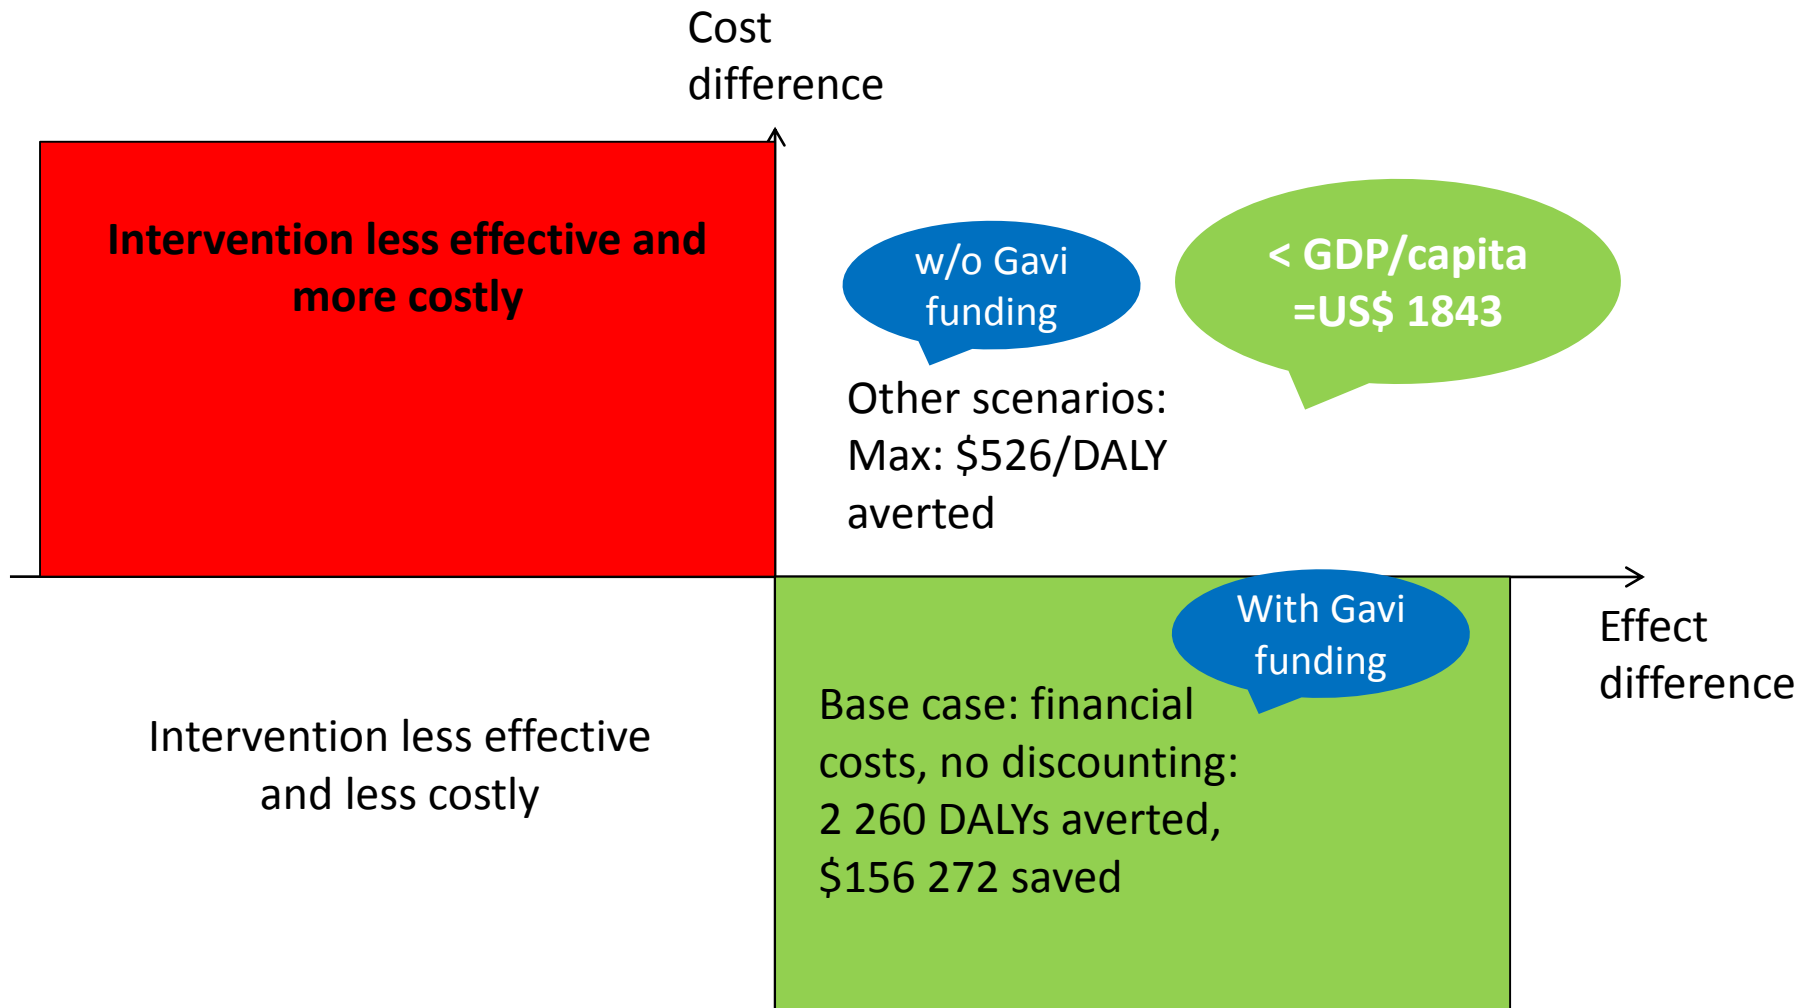 Cost
difference
Intervention less effective and
more costly
w/o Gavi
funding
< GDP/capita
=US$ 1843
Other scenarios:
Max: $526/DALY
averted
With Gavi
funding
Effect
difference
Intervention less effective
and less costly
Base case: financial
costs, no discounting:
2 260 DALYs averted,
$156 272 saved